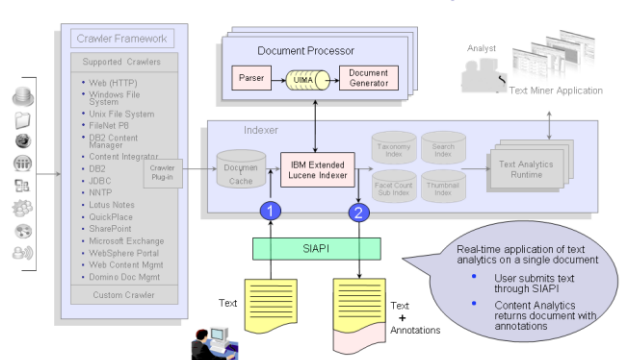 Crawler Framework
Supported Crawlers
• Web (HTTP)
• Windows File
System
• Unix File System
• FileNet P8
• DB2 Content
Manager
• Content Integrator
• DB2
• JDBC
• NNTP
• Lotus Notes
• QuickPlace
• SharePoint
• Microsoft Exchange
• WebSphere Portal
• Web Content Mgmt
• Domino Doc Mgmt
Custom Crawler
Crawler
Plug-in
Document Processor
Parser
UIMA
Document
Generator
Analyst
Text Miner Application
Indexer
Documen
t
Cache
IBM Extended
Lucene Indexer
Taxonomy
Index
Search
Index
Facet Count
Sub Index
Thumbnail
Index
Text Analytics
Runtime
1
2
SIAPI
Text
Text
+
Annotations
Real-time application of text
analytics on a single document
• User submits text
through SIAPI
• Content Analytics
returns document with
annotations